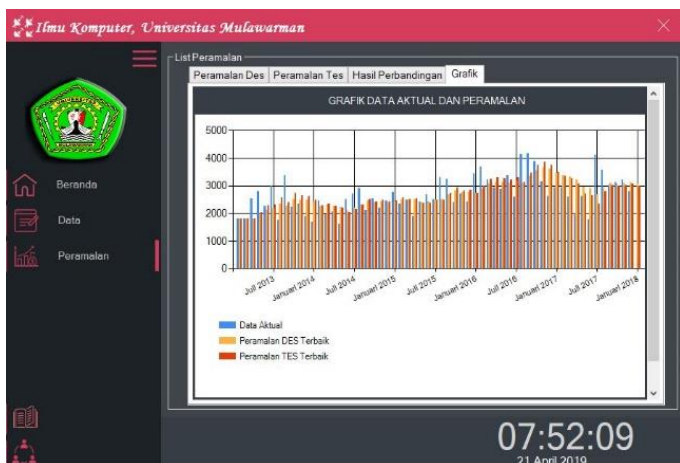 Ilmu Komputer, Universitas Mulawarman
List Peramalan
Peramalan Des
Peramalan Tes
Hasil Perbandingan
Grafik
Beranda
Data
Peramalan
GRAFIK DATA AKTUAL DAN PERAMALAN
5000
4000
3000
2000
1000
0
Juli 2013
Januari 2014
Juli 2014
Januari 2015
Juli 2015
Januari 2016
Juli 2016
Januari 2017
Juli 2017
Januari 2018
Data Aktual
Peramalan DES Terbaik
Peramalan TES Terbaik
07:52:09
21 April 2019